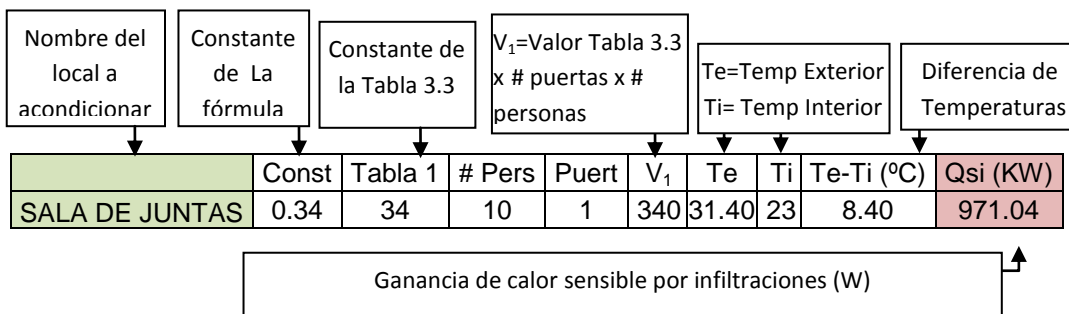 Nombre del
local a
acondicionar
Constante
de La
fórmula
Constante de
la Tabla 3.3
V₁=Valor Tabla 3.3
x # puertas x #
personas
Te=Temp Exterior
Ti= Temp Interior
Diferencia de
Temperaturas
Const Tabla 1 # Pers Puert V₁ Te Ti Te-Ti (ºC) Qsi (KW)
SALA DE JUNTAS 0.34 34 10 1 340 31.40 23 8.40 971.04
Ganancia de calor sensible por infiltraciones (W)